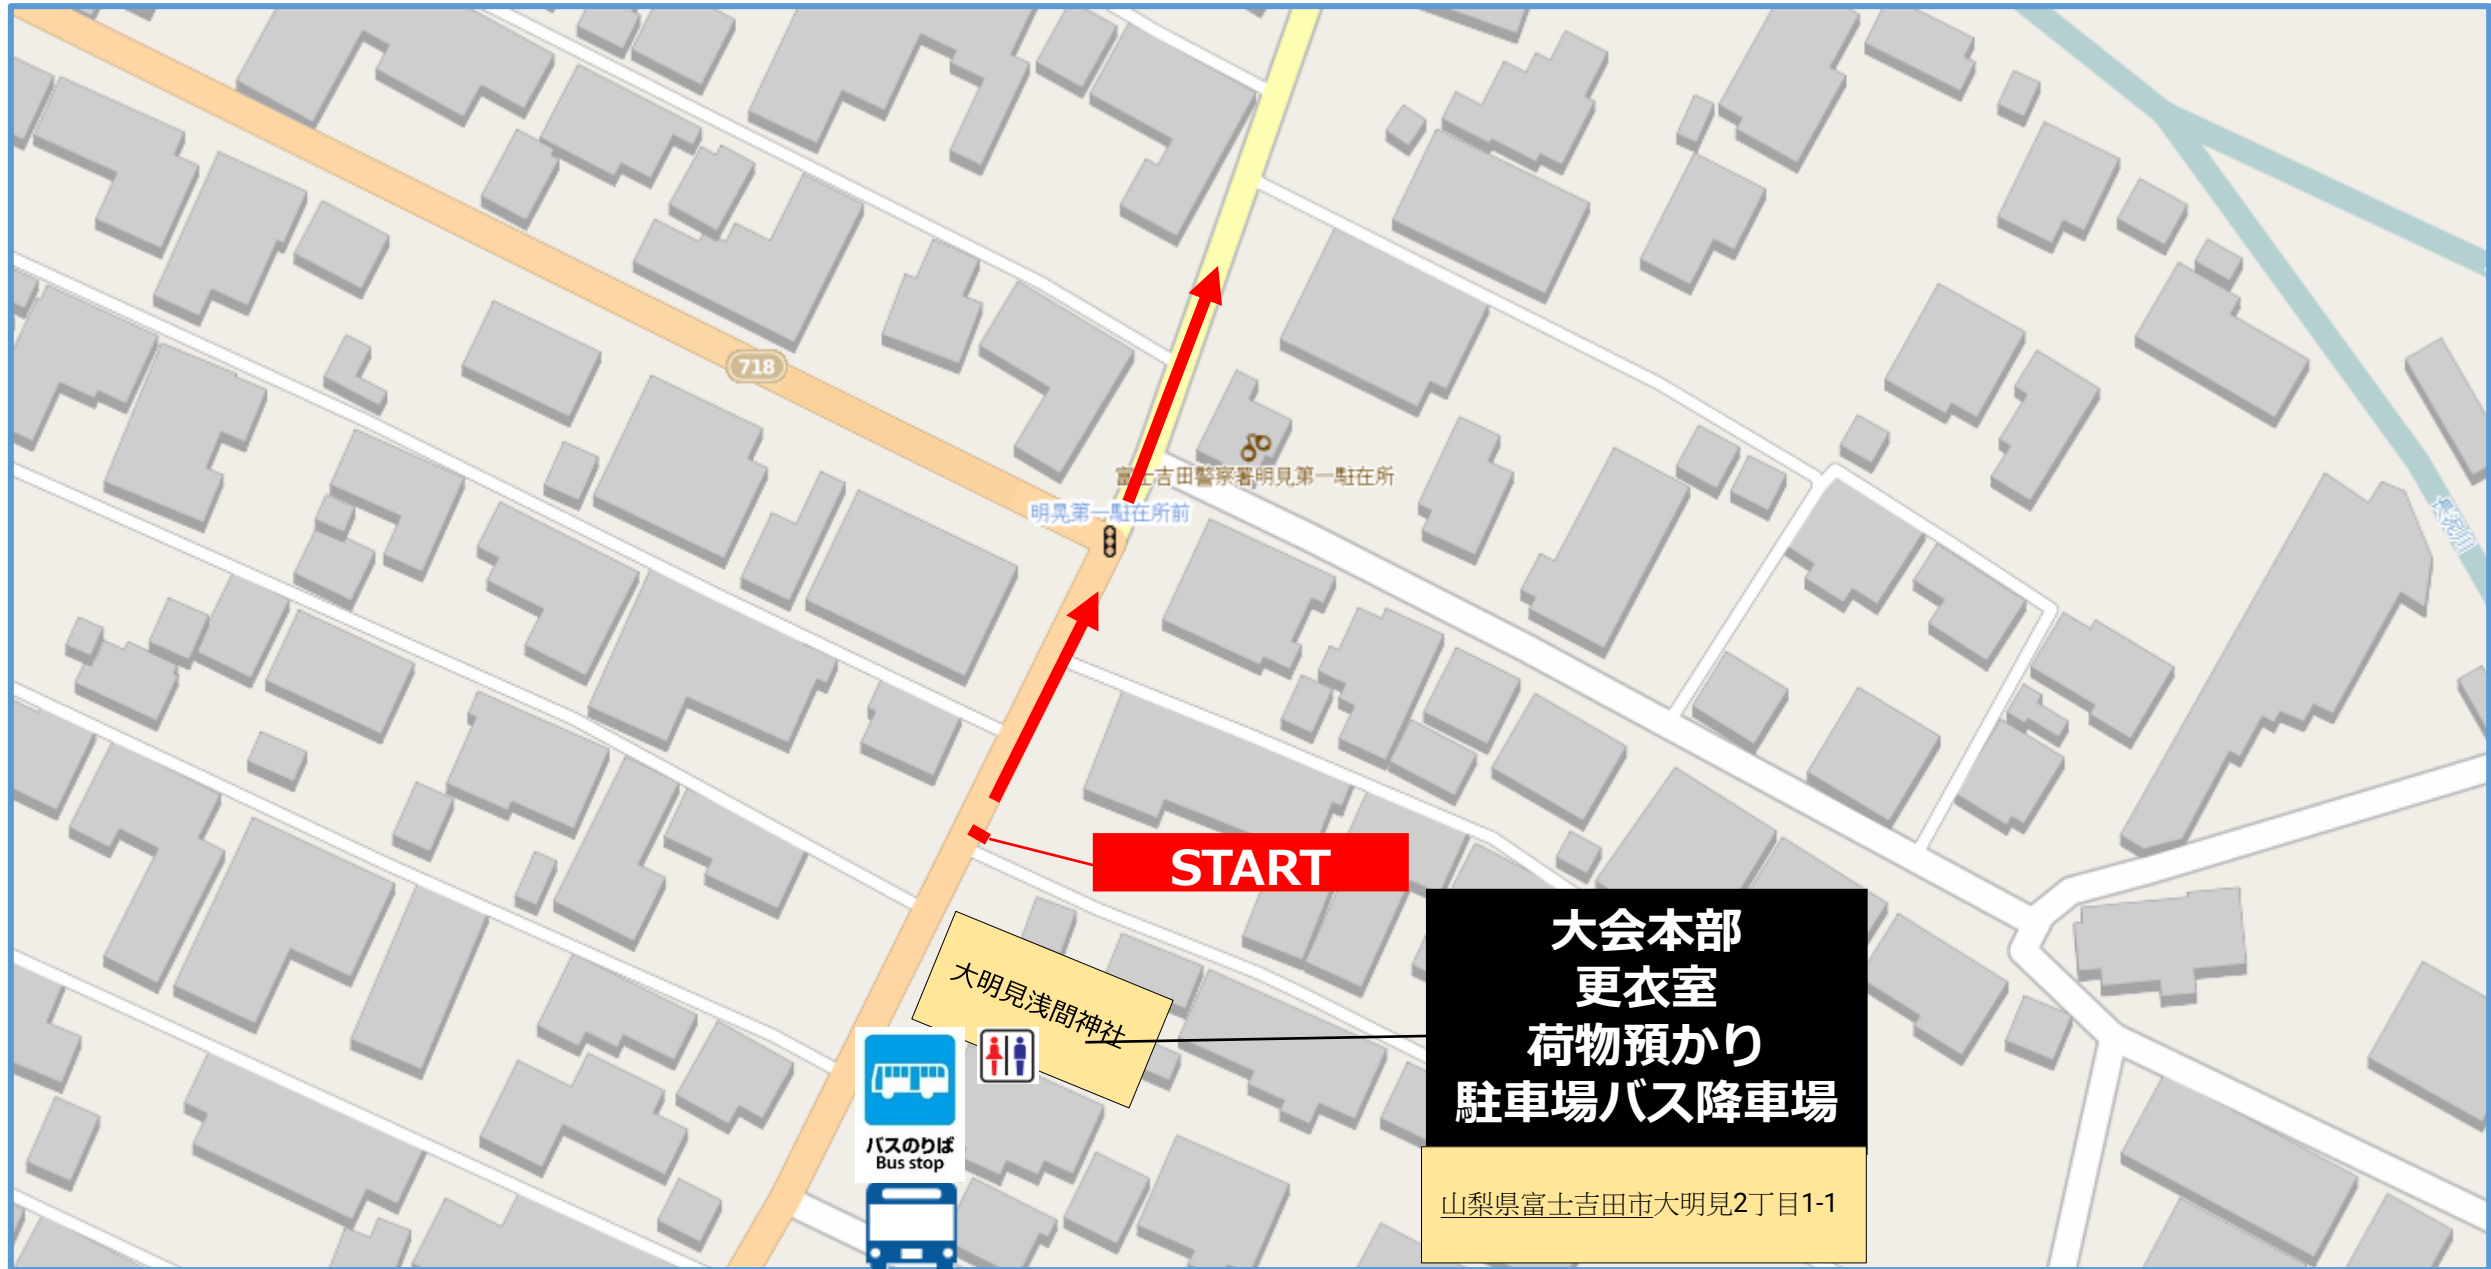 718
富士吉田警察署明見第一駐在所
明見第一駐在所前
START
大明見浅間神社
バスのりば
Bus stop
大会本部
更衣室
荷物預かり
駐車場バス降車場
山梨県富士吉田市大明見2丁目1-1